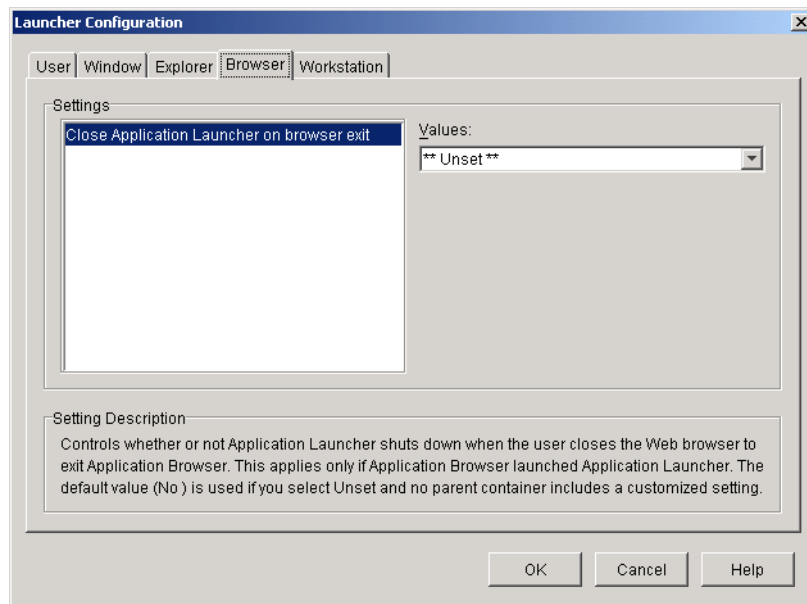 Launcher Configuration
User Window Explorer Browser Workstation
Settings
Close Application Launcher on browser exit
Values:
** Unset **
Setting Description
Controls whether or not Application Launcher shuts down when the user closes the Web browser to
exit Application Browser. This applies only if Application Browser launched Application Launcher. The
default value (No ) is used if you select Unset and no parent container includes a customized setting.
OK Cancel Help